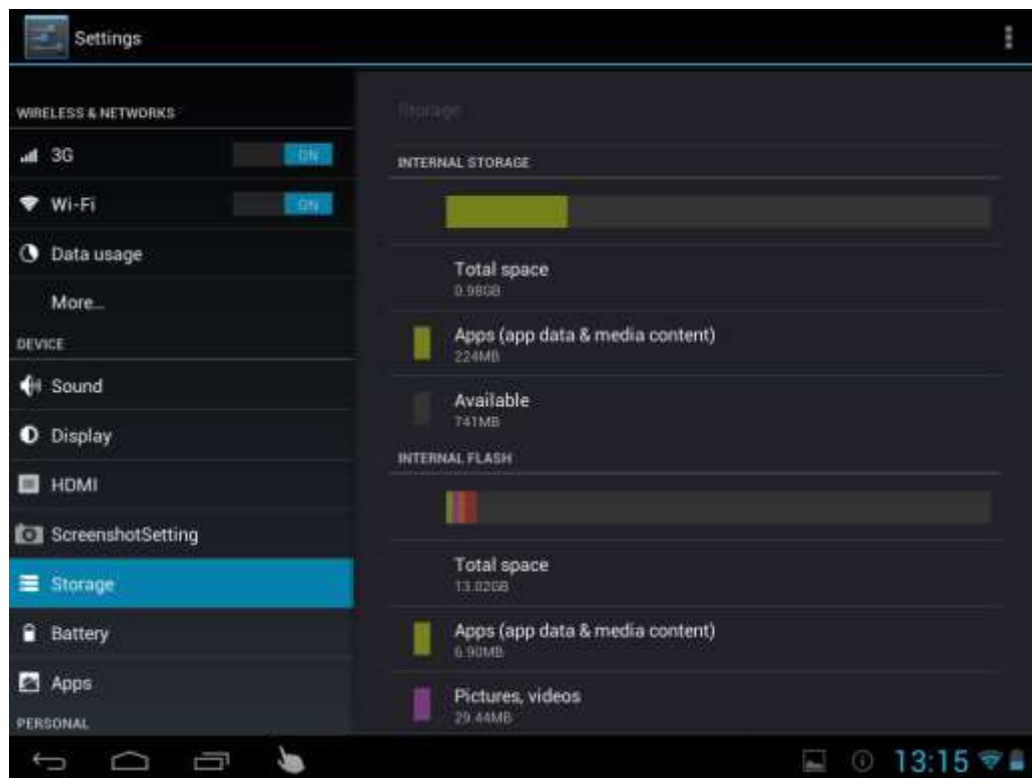 Settings
WIRELESS & NETWORKS
3G
ON
Wi-Fi
ON
Data usage
More...
DEVICE
Sound
Display
HDMI
ScreenshotSetting
Storage
Battery
Apps
PERSONAL
Storage
INTERNAL STORAGE
Total space
0.98GB
Apps (app data & media content)
224MB
Available
741MB
INTERNAL FLASH
Total space
13.02GB
Apps (app data & media content)
6.90MB
Pictures, videos
29.44MB
13:15